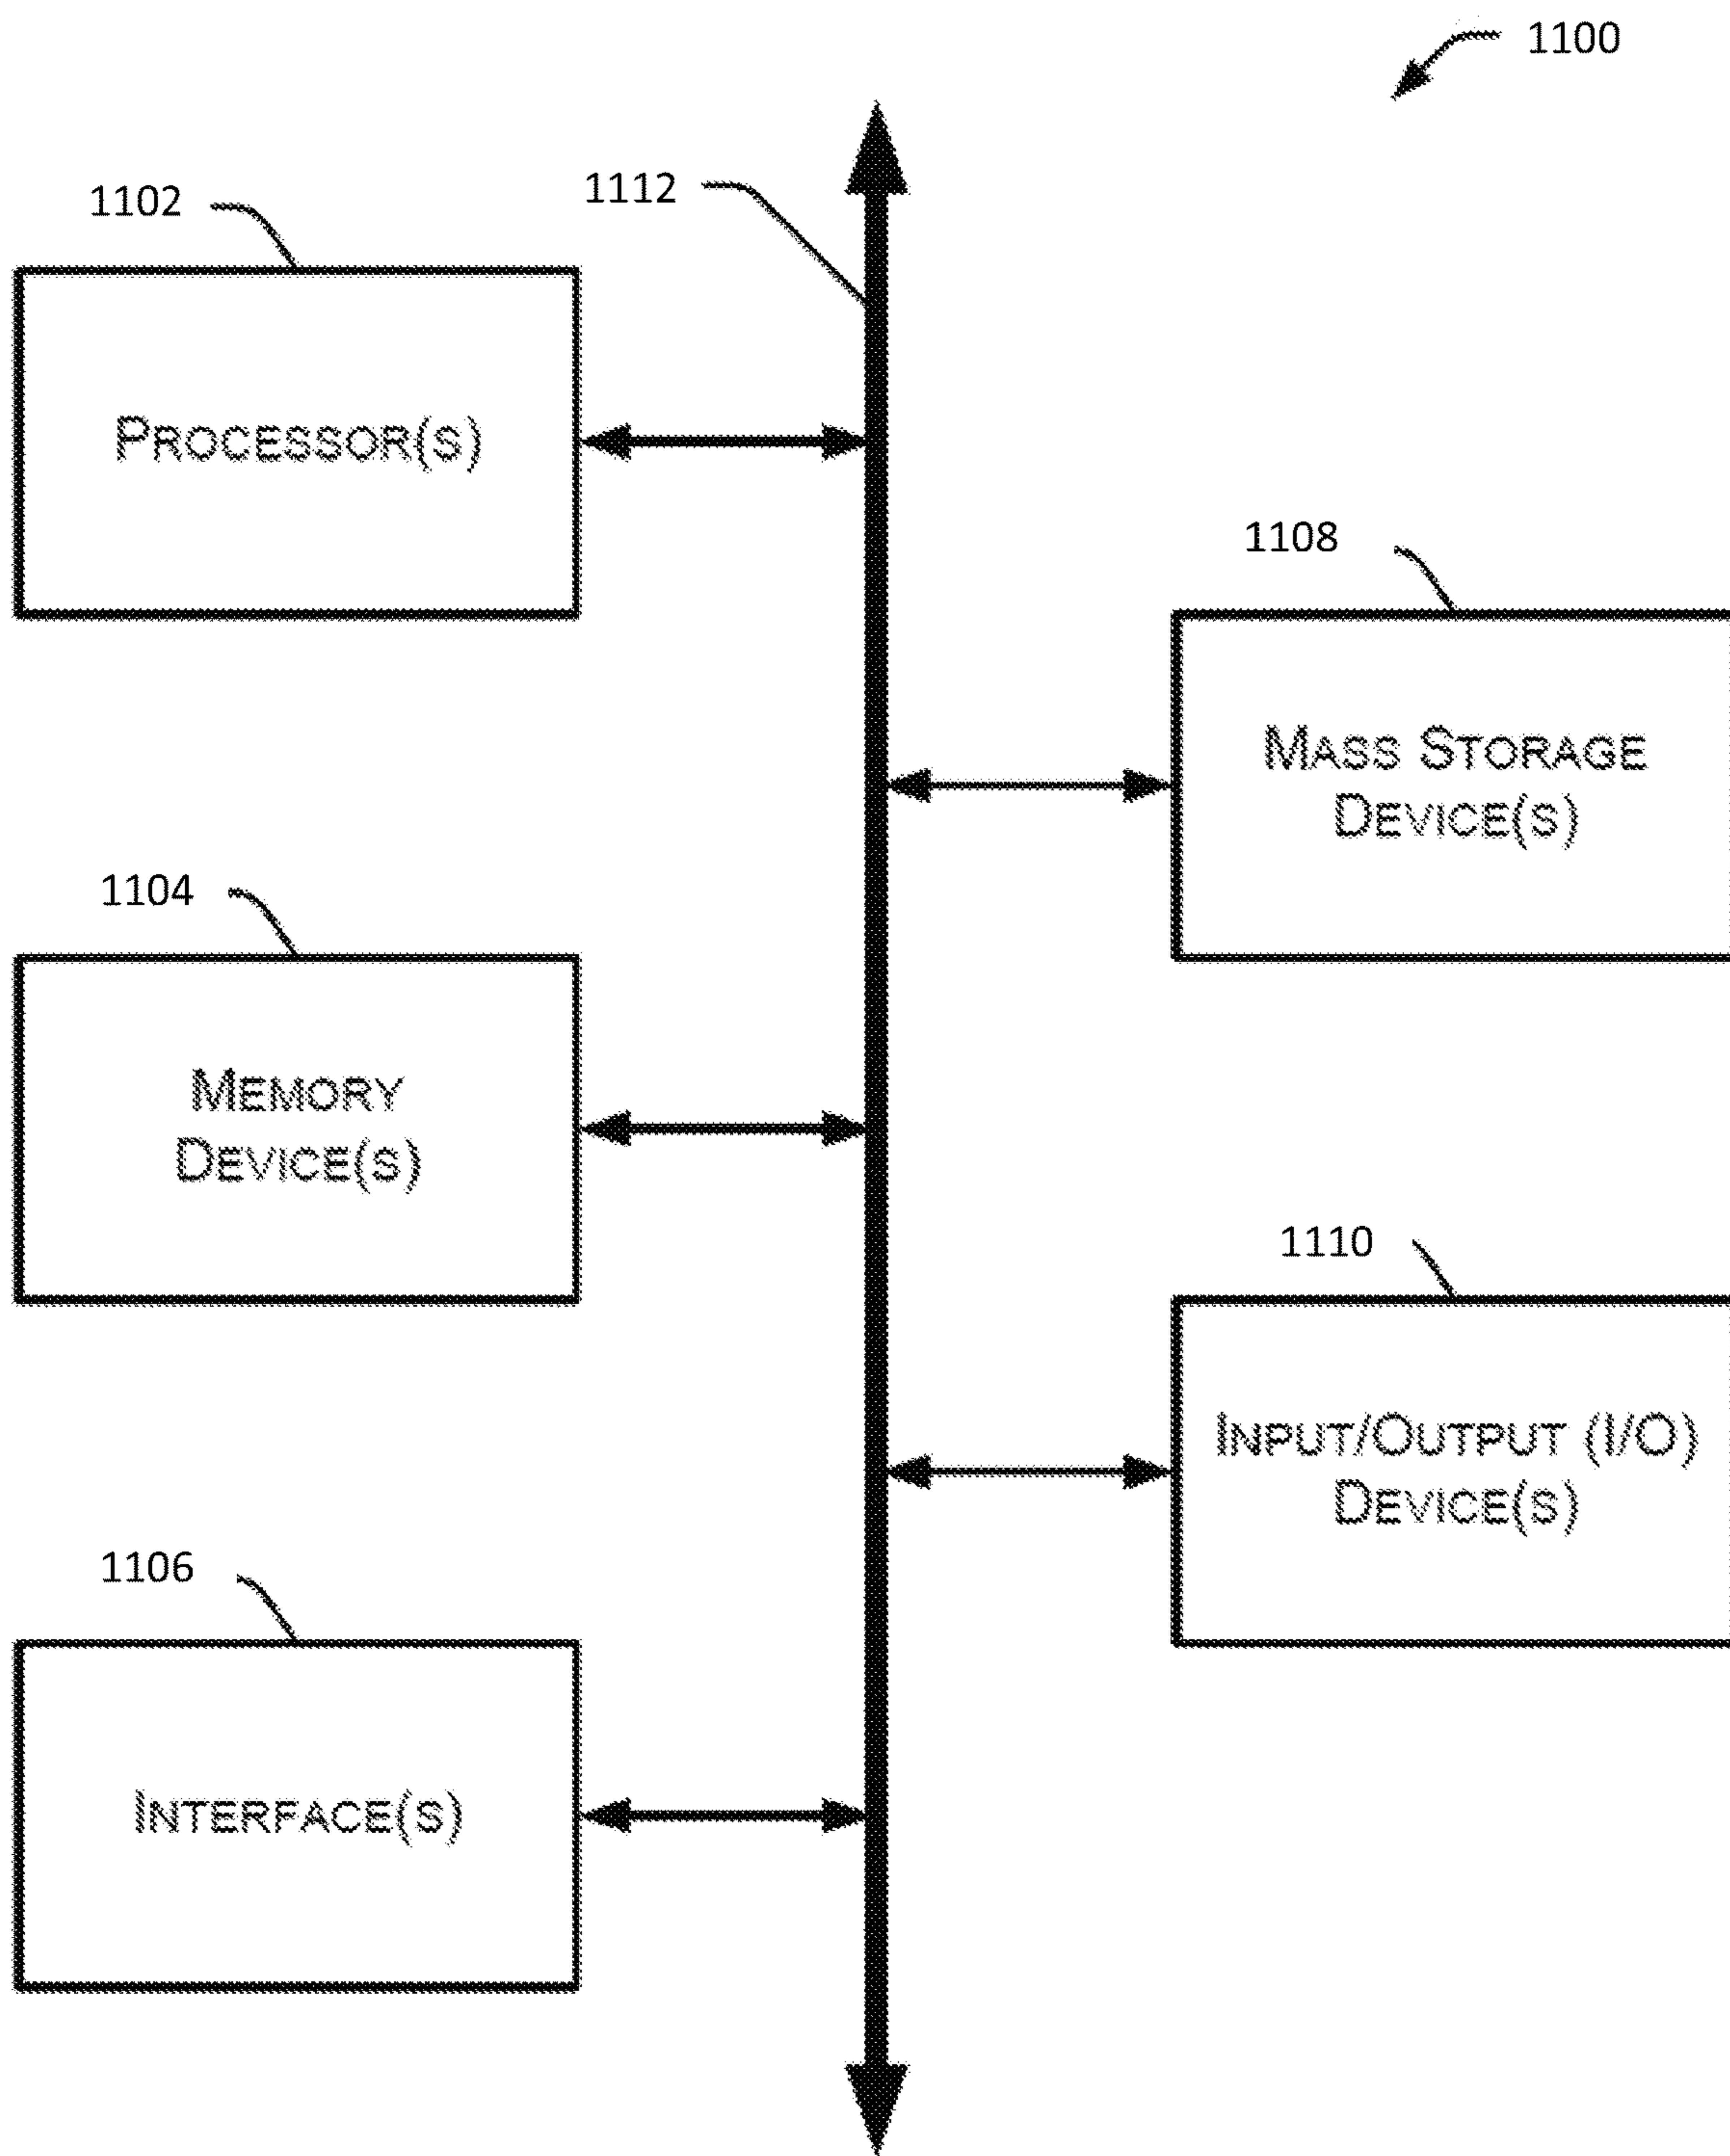 1100
1112
1102
PROCESSOR(S)
1108
MASS STORAGE
DEVICE(S)
1104
MEMORY
DEVICE(S)
1110
INPUT/OUTPUT (I/O)
DEVICE(S)
1106
INTERFACE(S)